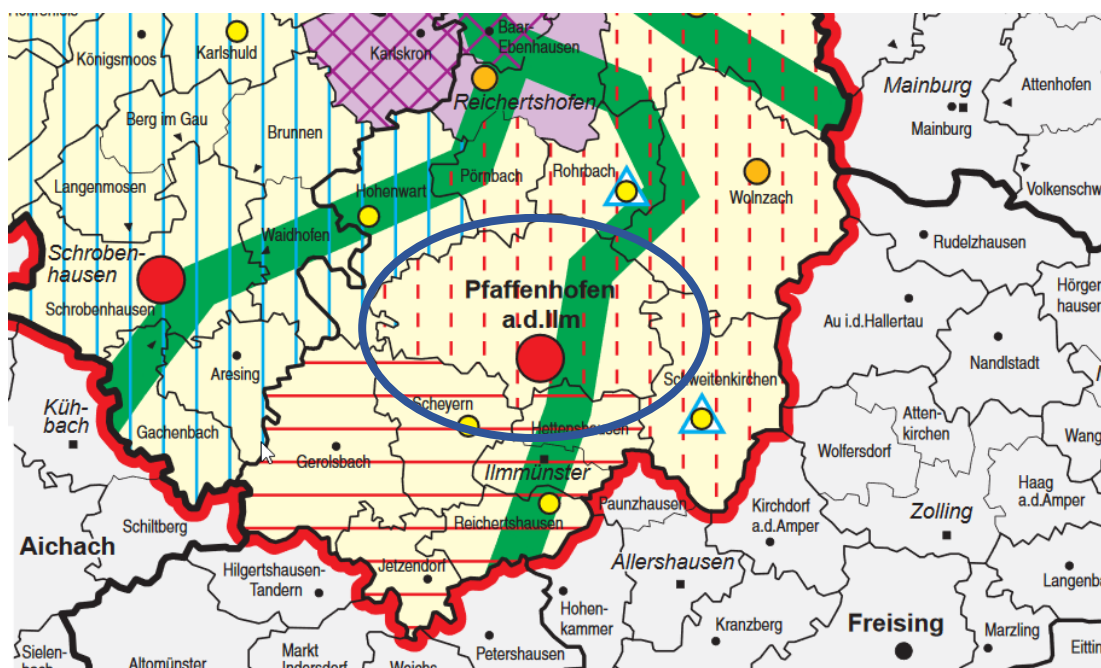 Königsmoos
Karlshuld
Karlskron
Baar-
Ebenhausen
Mainburg
Mainburg
Attenhofen
Reichertshofen
Berg im Gau
Brunnen
Langenmosen
Hohenwart
Pörnbach
Rohrbach
Wolnzach
Waidhofen
Rudelzhausen
Schroben-
hausen
Schrobenhausen
Pfaffenhofen
a.d.Ilm
Au i.d.Hallertau
Nandlstadt
Aresing
Scheyern
Schweitenkirchen
Hettenshausen
Küh-
bach
Gachenbach
Gerolsbach
Ilmmünster
Atten-
kirchen
Wolfersdorf
Haag
a.d.Amper
Schiltberg
Reichertshausen
Paunzhausen
Kirchdorf
a.d.Amper
Zolling
Aichach
Hilgertshausen-
Tandern
Jetzendorf
Allershausen
Hohen-
kammer
Kranzberg
Freising
Marzling
Petershausen
Markt
Altomünster